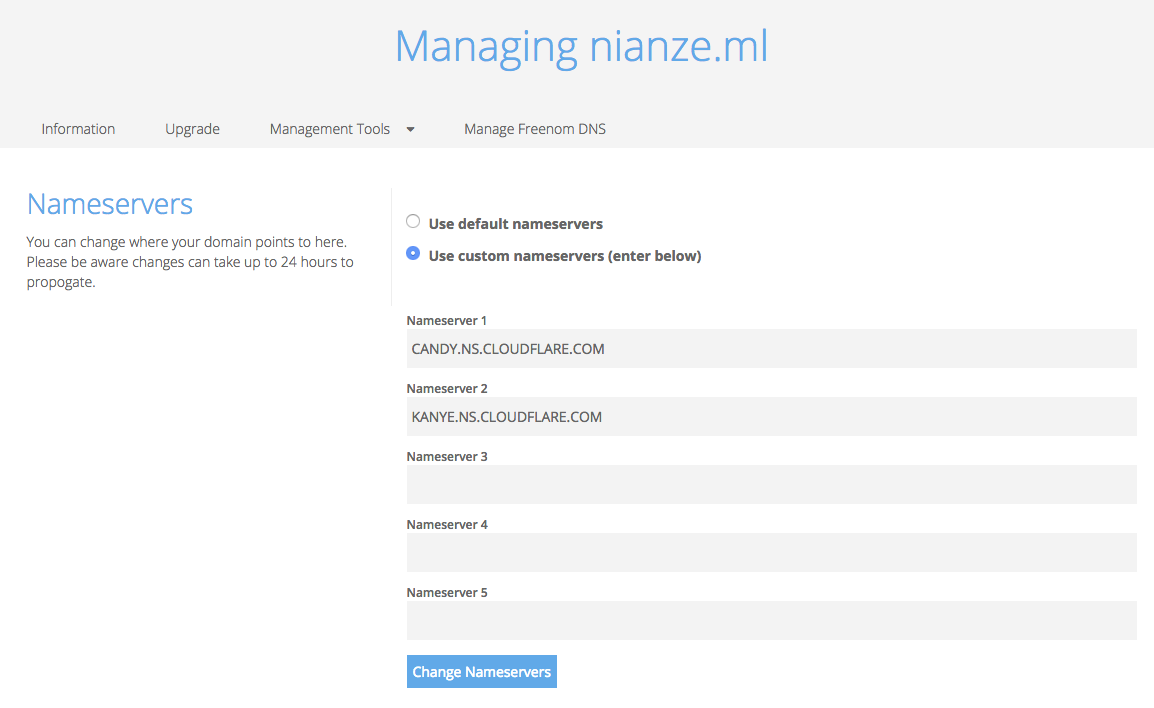 Managing nianze.ml
Information
Upgrade
Management Tools
Manage Freenom DNS
Nameservers
You can change where your domain points to here.
Please be aware changes can take up to 24 hours to
propogate.
Use default nameservers
Use custom nameservers (enter below)
Nameserver 1
CANDY.NS.CLOUDFLARE.COM
Nameserver 2
KANYE.NS.CLOUDFLARE.COM
Nameserver 3
Nameserver 4
Nameserver 5
Change Nameservers